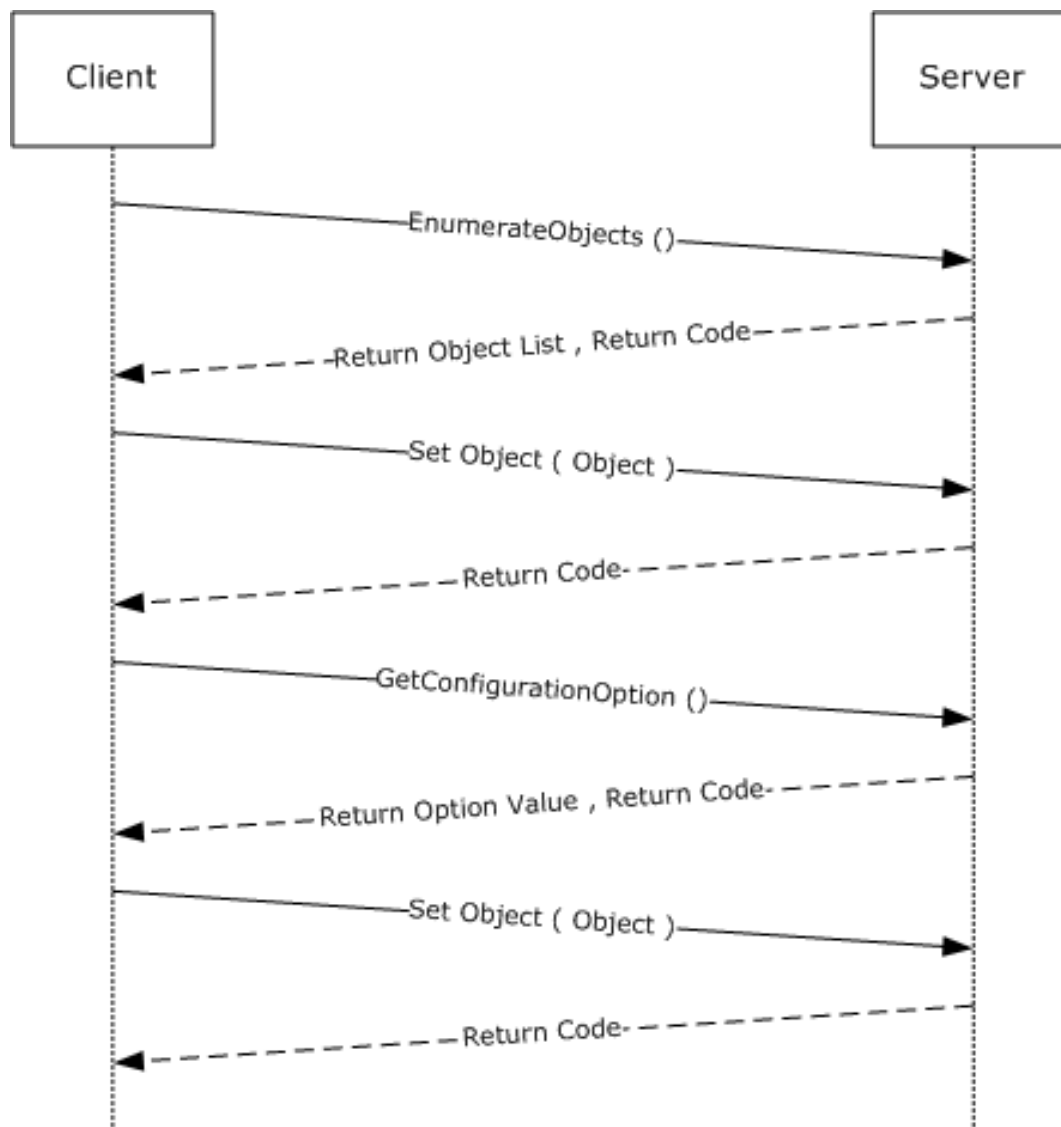 Client
Server
EnumerateObjects ()
Return Object List , Return Code
Set Object ( Object )
Return Code
GetConfigurationOption ()
Return Option Value , Return Code
Set Object ( Object )
Return Code